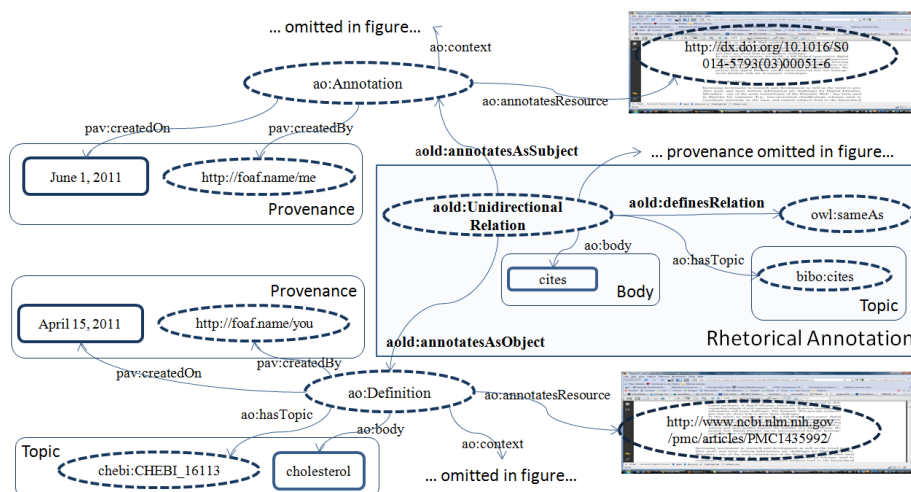 ... omitted in figure...
ao:context
http://dx.doi.org/10.1016/S0
014-5793(03)00051-6
ao:Annotation
ao:annotatesResource
pav:createdOn
pav:createdBy
aold:annotatesAsSubject
... provenance omitted in figure...
June 1, 2011
http://foaf.name/me
Provenance
aold:Unidirectional
Relation
aold:definesRelation
owl:sameAs
ao:body
ao:hasTopic
cites
Body
bibo:cites
Topic
Rhetorical Annotation
Provenance
April 15, 2011
http://foaf.name/you
aold:annotatesAsObject
pav:createdOn
pav:createdBy
ao:Definition
ao:annotatesResource
ao:hasTopic
ao:body
ao:context
http://www.ncbi.nlm.nih.gov
/pmc/articles/PMC1435992/
Topic
chebi:CHEBI_16113
cholesterol
... omitted in figure...